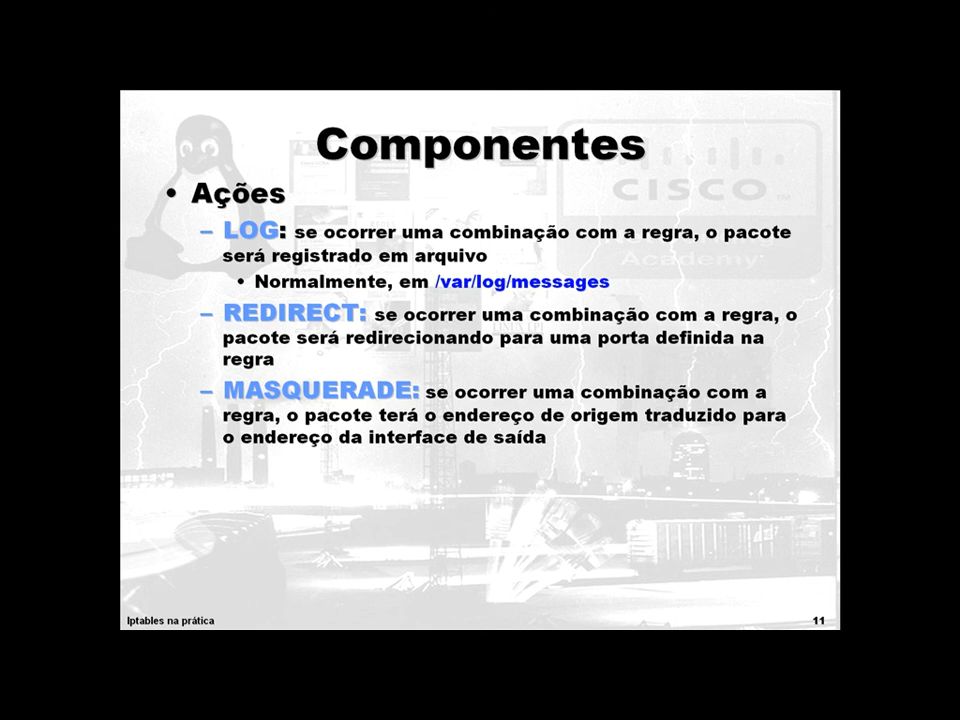 Componentes
• Ações
– LOG: se ocorrer uma combinação com a regra, o pacote
será registrado em arquivo
• Normalmente, em /var/log/messages
– REDIRECT: se ocorrer uma combinação com a regra, o
pacote será redirecionando para uma porta definida na
regra
– MASQUERADE: se ocorrer uma combinação com a
regra, o pacote terá o endereço de origem traduzido para
o endereço da interface de saída
CISCO
TM
Academy
Iptables na prática
11